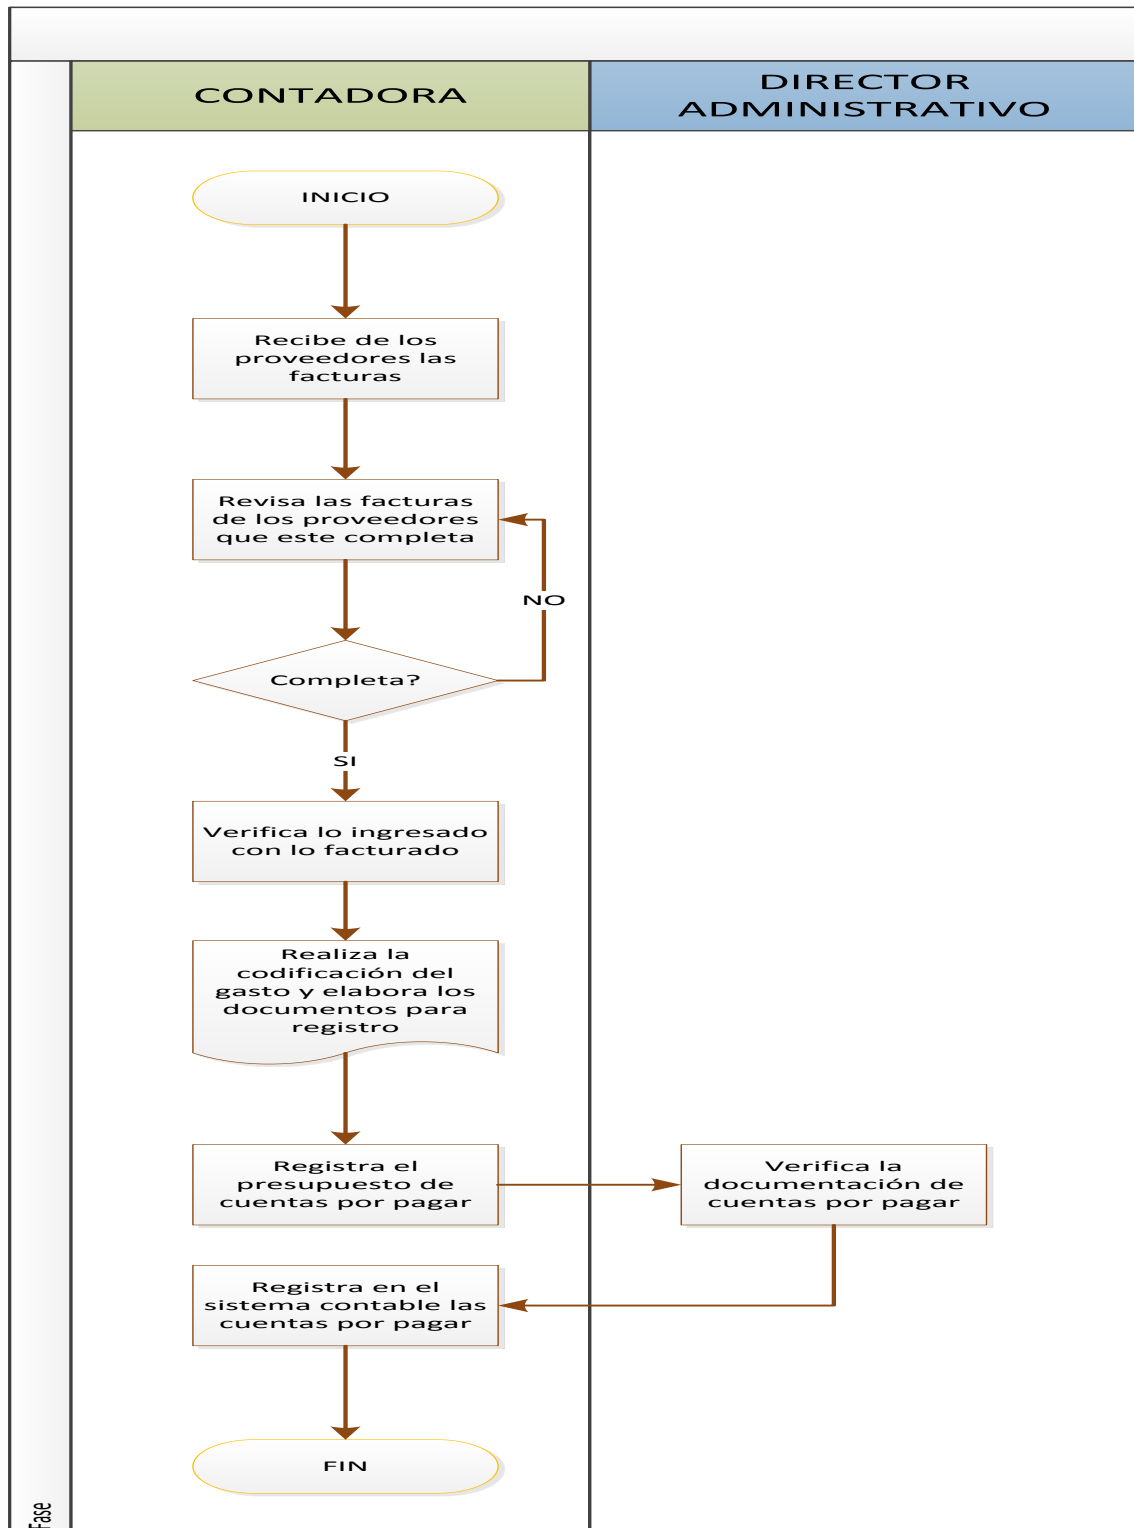 CONTADORA
DIRECTOR
ADMINISTRATIVO
INICIO
Recibe de los
proveedores las
facturas
Revisa las facturas
de los proveedores
que este completa
NO
Completa?
SI
Verifica lo ingresado
con lo facturado
Realiza la
codificación del
gasto y elabora los
documentos para
registro
Registra el
presupuesto de
cuentas por pagar
Verifica la
documentación de
cuentas por pagar
Registra en el
sistema contable las
cuentas por pagar
FIN
Fase